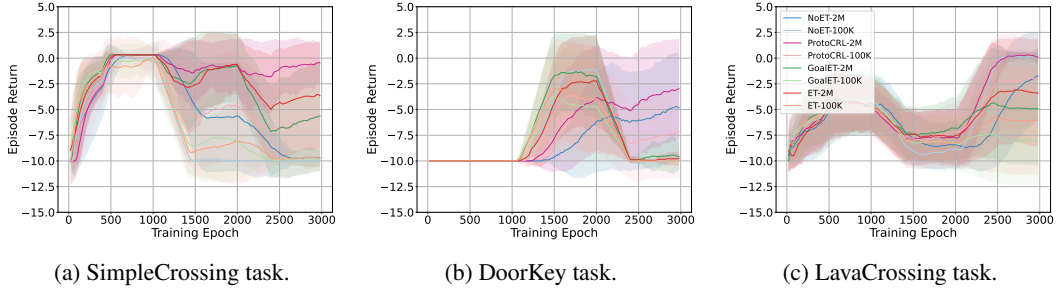 5.0
2.5
0.0
−2.5
−5.0
−7.5
−10.0
−12.5
−15.0
Episode Return
0 500 1000 1500 2000 2500 3000
Training Epoch
(a) SimpleCrossing task.
5.0
2.5
0.0
−2.5
−5.0
−7.5
−10.0
−12.5
−15.0
Episode Return
0 500 1000 1500 2000 2500 3000
Training Epoch
(b) DoorKey task.
5.0
2.5
0.0
−2.5
−5.0
−7.5
−10.0
−12.5
−15.0
Episode Return
NoET-2M
NoET-100K
ProtoCRL-2M
ProtoCRL-100K
GoalET-2M
GoalET-100K
ET-2M
ET-100K
0 500 1000 1500 2000 2500 3000
Training Epoch
(c) LavaCrossing task.